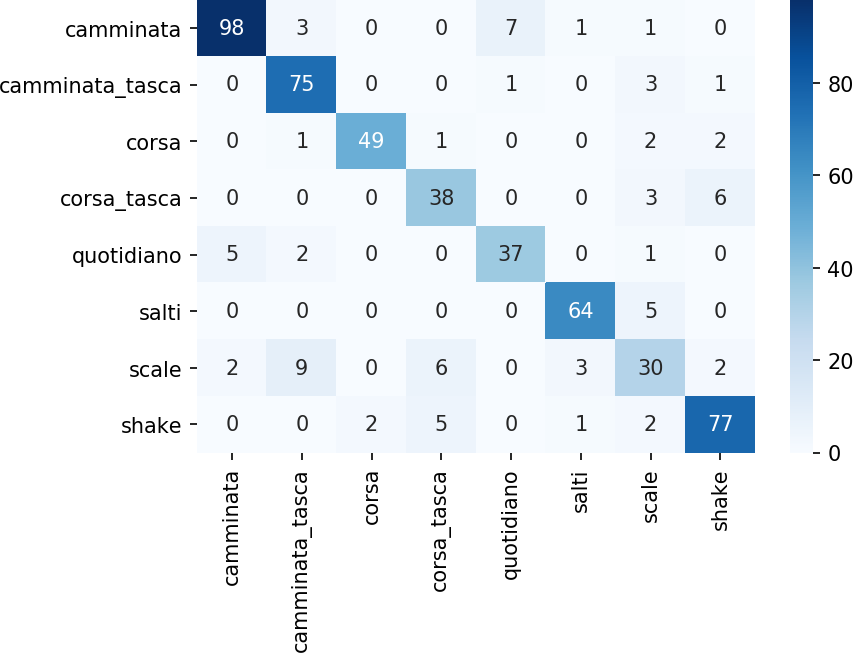 camminata 98 3 0 0 7 1 1 0
camminata_tasca 0 75 0 0 1 0 3 1
corsa 0 1 49 1 0 0 2 2
corsa_tasca 0 0 0 38 0 0 3 6
quotidiano 5 2 0 0 37 0 1 0
salti 0 0 0 0 0 64 5 0
scale 2 9 0 6 0 3 30 2
shake 0 0 2 5 0 1 2 77
camminata
camminata_tasca
corsa
corsa_tasca
quotidiano
salti
scale
shake
80
60
40
20
0